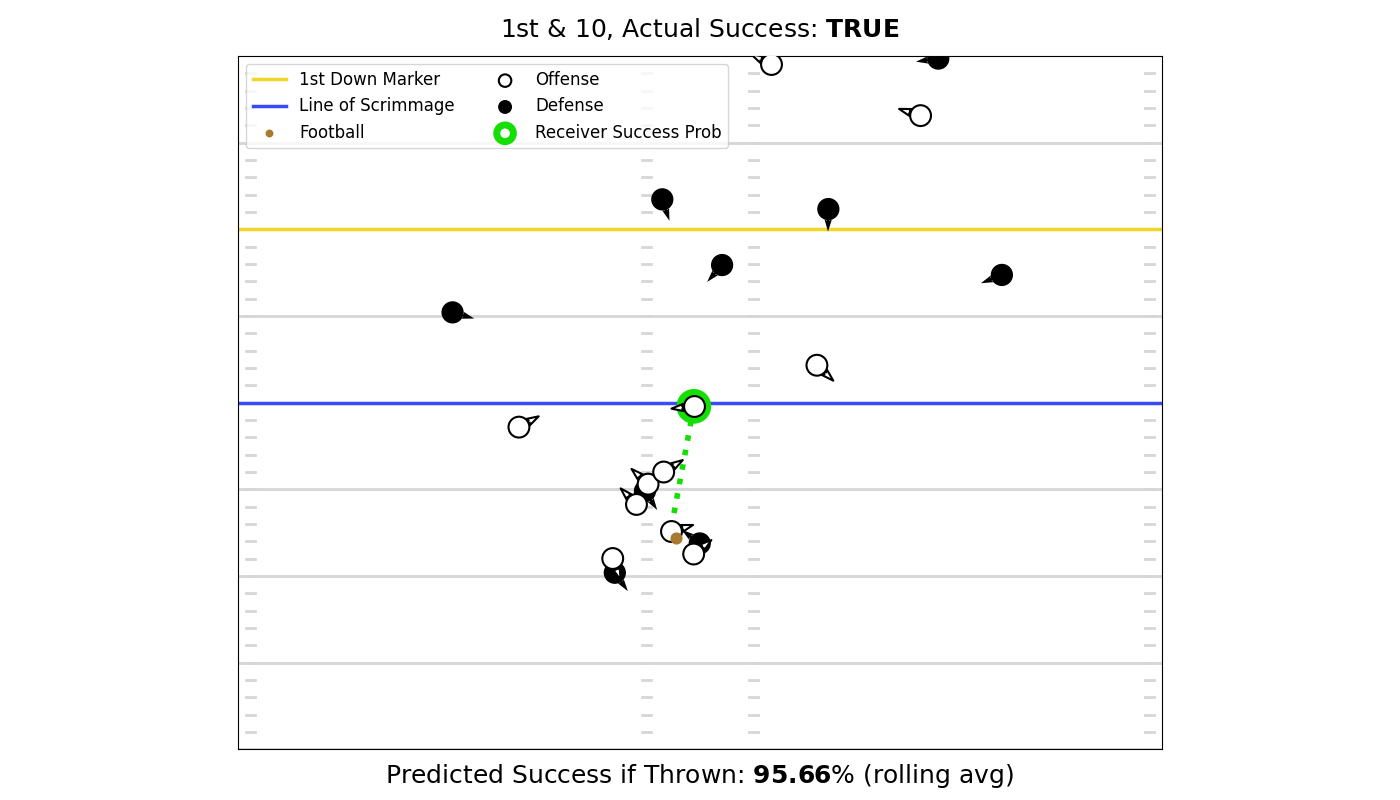 1st & 10, Actual Success: TRUE
1st Down Marker
Line of Scrimmage
Football
Offense
Defense
Receiver Success Prob
Predicted Success if Thrown: 95.66% (rolling avg)